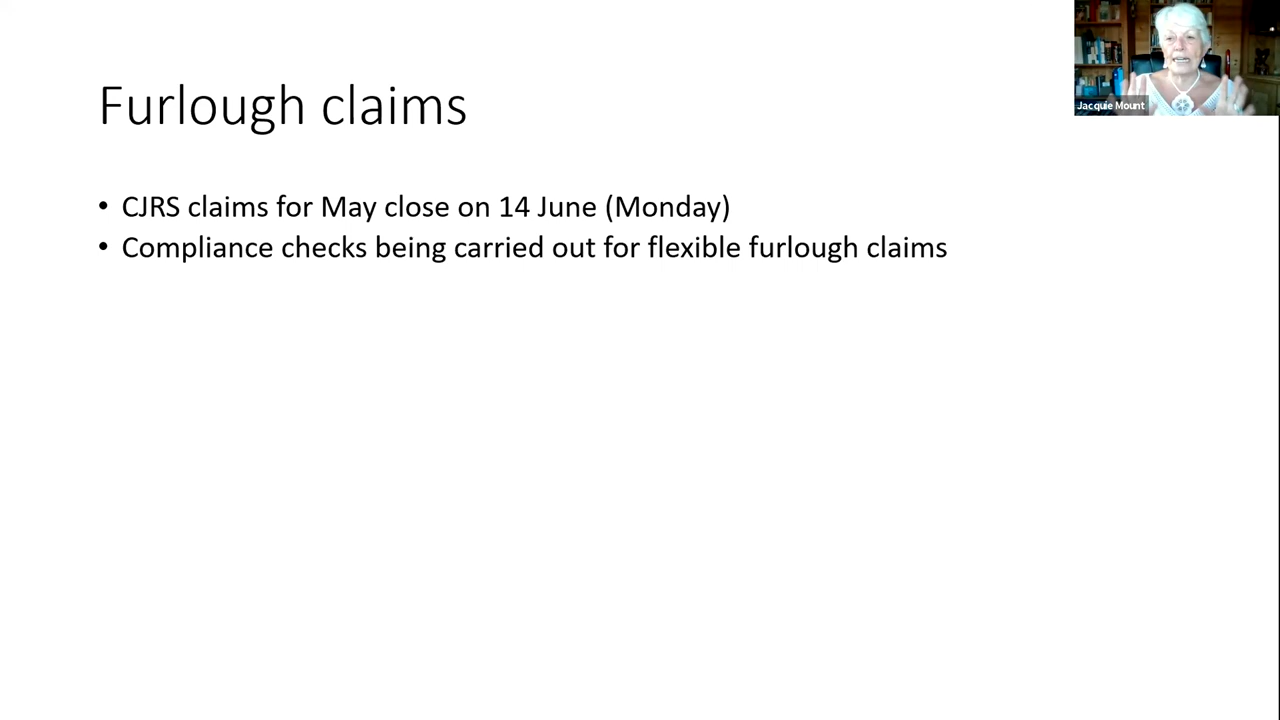 Furlough claims
• CJRS claims for May close on 14 June (Monday)
• Compliance checks being carried out for flexible furlough claims
Jacquie Mount